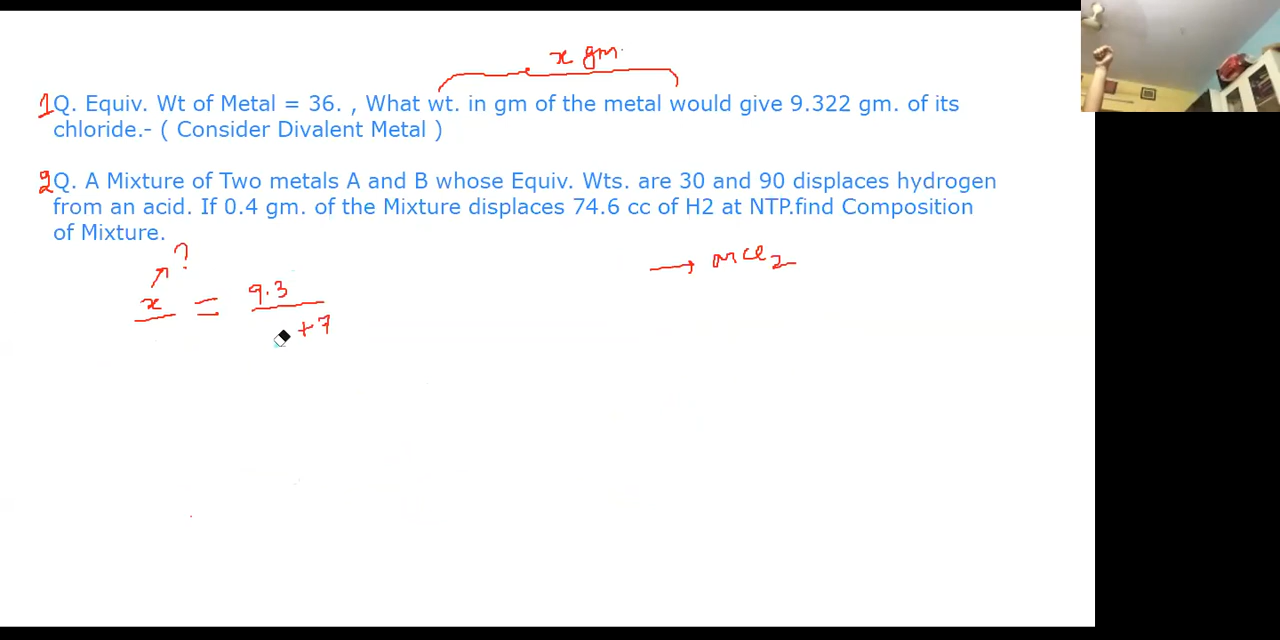 x gm
1Q. Equiv. Wt of Metal = 36. , What wt. in gm of the metal would give 9.322 gm. of its
chloride.- ( Consider Divalent Metal )
2Q. A Mixture of Two metals A and B whose Equiv. Wts. are 30 and 90 displaces hydrogen
from an acid. If 0.4 gm. of the Mixture displaces 74.6 cc of H2 at NTP.find Composition
of Mixture.
?
→ MCl2
x = 9.3
+7